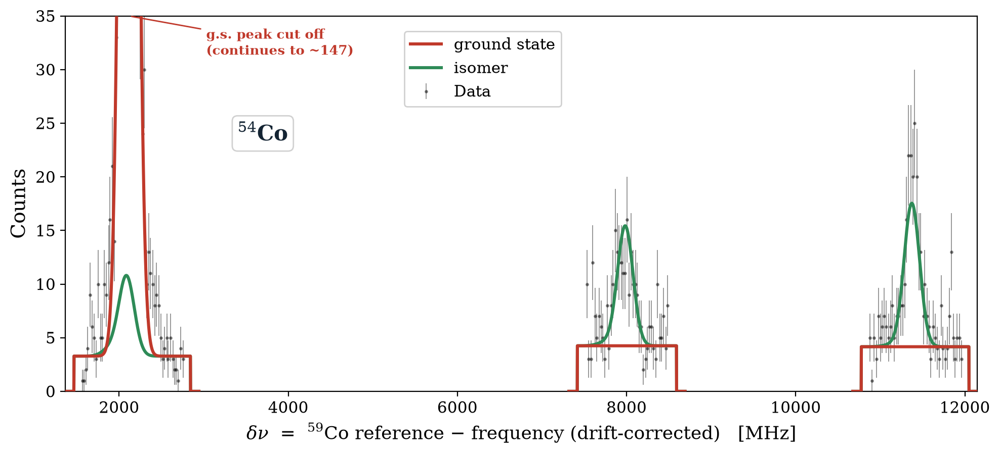 35
30
25
20
15
10
5
0
Counts
g.s. peak cut off
(continues to ~147)
ground state
isomer
Data
⁵⁴Co
2000 4000 6000 8000 10000 12000
δν = ⁵⁹Co reference − frequency (drift-corrected) [MHz]